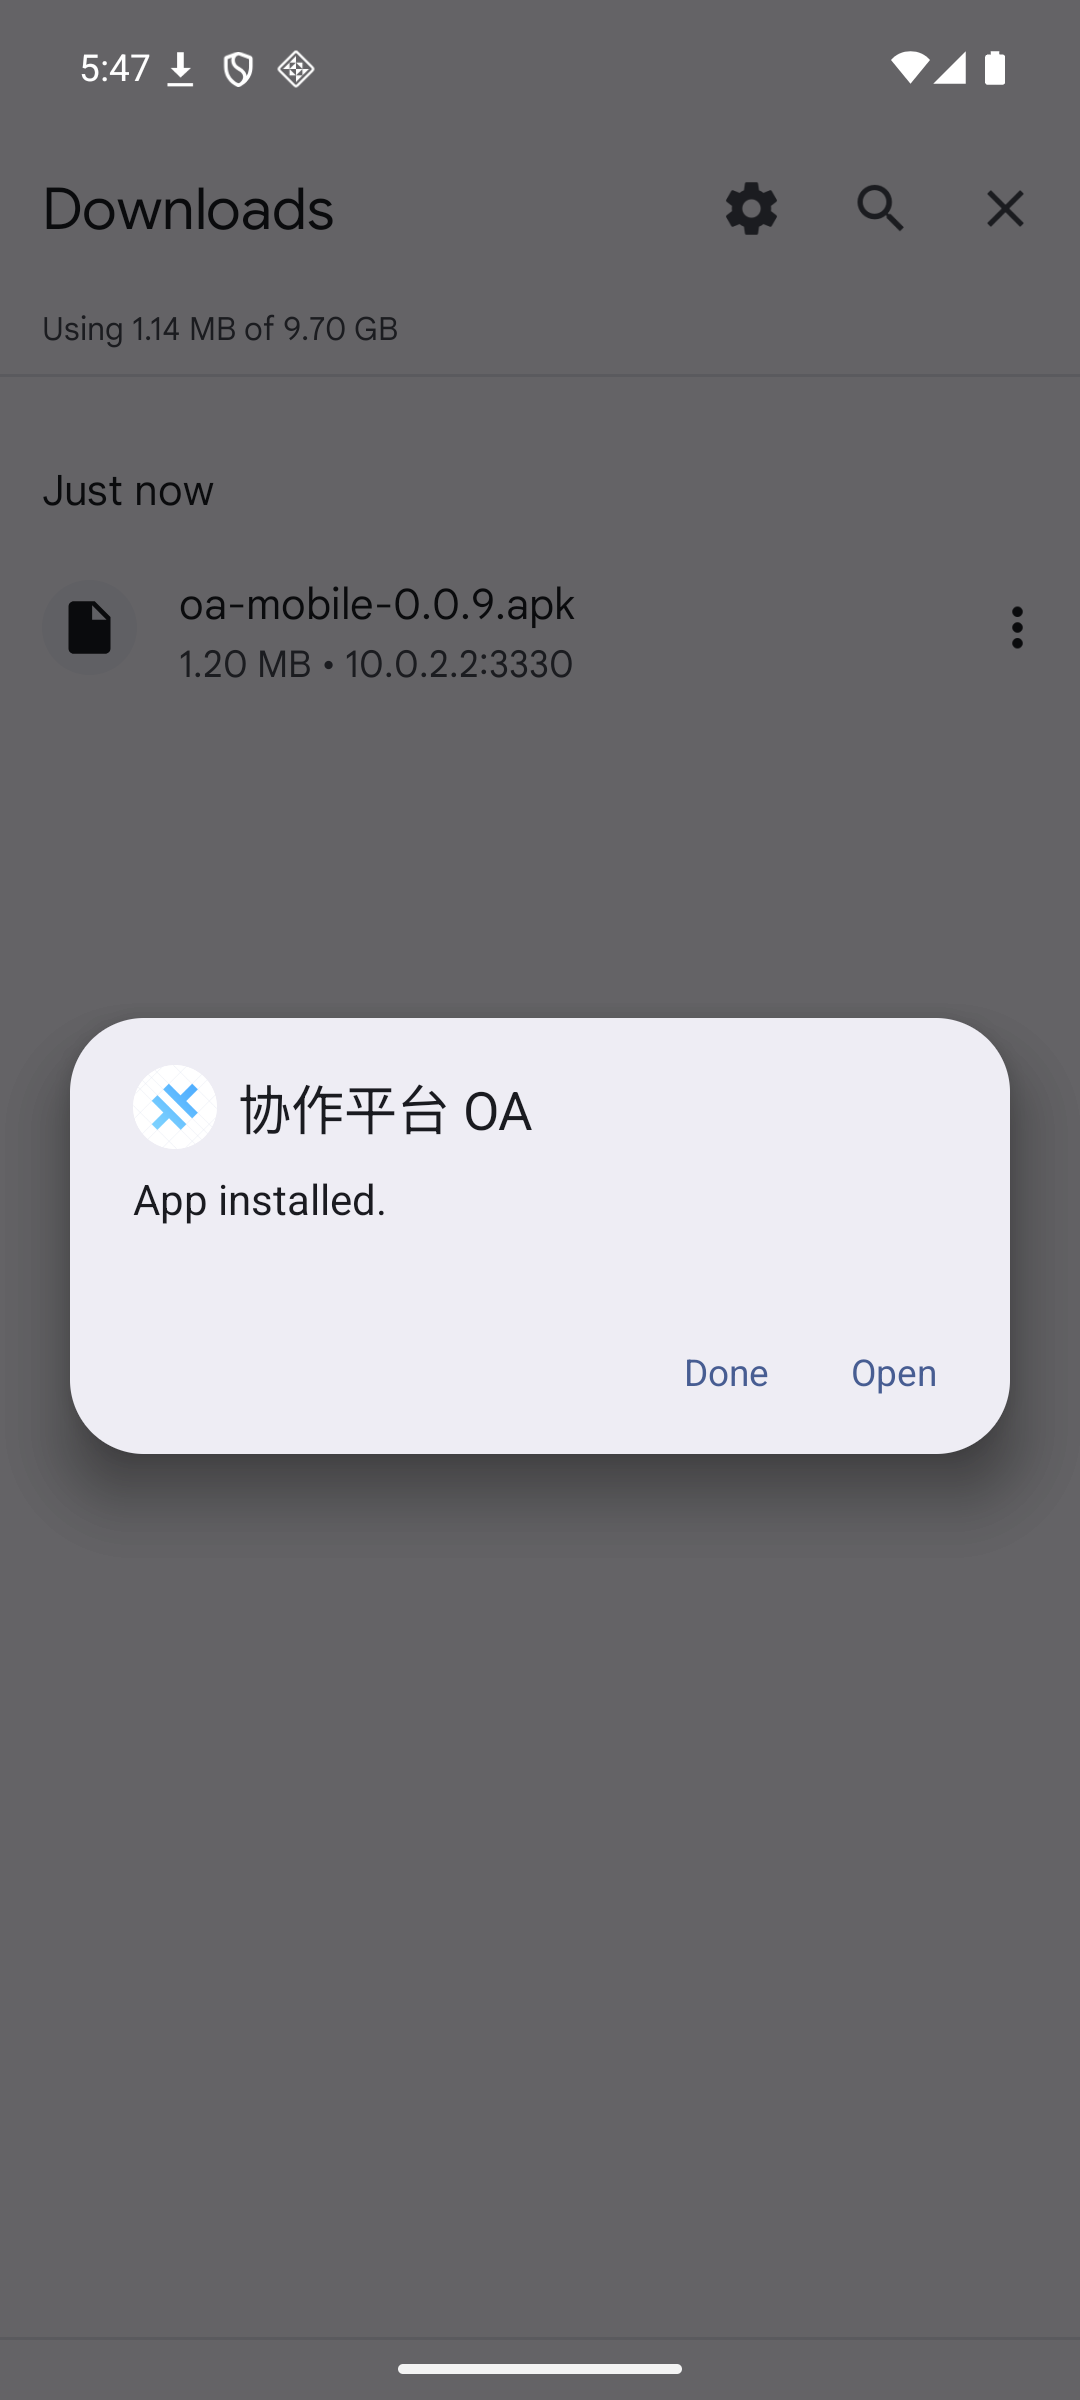 5:47
Downloads
Using 1.14 MB of 9.70 GB
Just now
oa-mobile-0.0.9.apk
1.20 MB • 10.0.2.2:3330
协作平台 OA
App installed.
Done Open